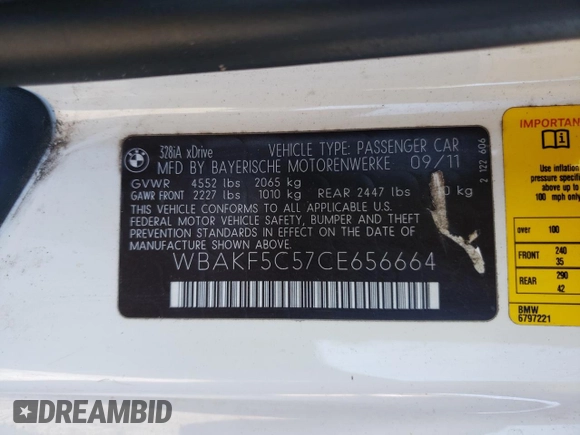 BMW
328iA xDrive VEHICLE TYPE: PASSENGER CAR
MFD BY BAYERISCHE MOTORENWERKE 09/11
GVWR 4552 lbs 2065 kg
GAWR FRONT 2227 lbs 1010 kg REAR 2447 lbs 0 kg
THIS VEHICLE CONFORMS TO ALL APPLICABLE U.S.
FEDERAL MOTOR VEHICLE SAFETY, BUMPER AND THEFT
PREVENTION STANDARDS IN EFFECT ON THE DATE OF
MANUFACTURE SHOWN ABOVE.
WBAKF5C57CE656664
2 122 606
IMPORTAN
Use inflation
specified
above up to
100
over 100
FRONT 240
35
REAR 290
42
BMW
6797221
DREAMBID